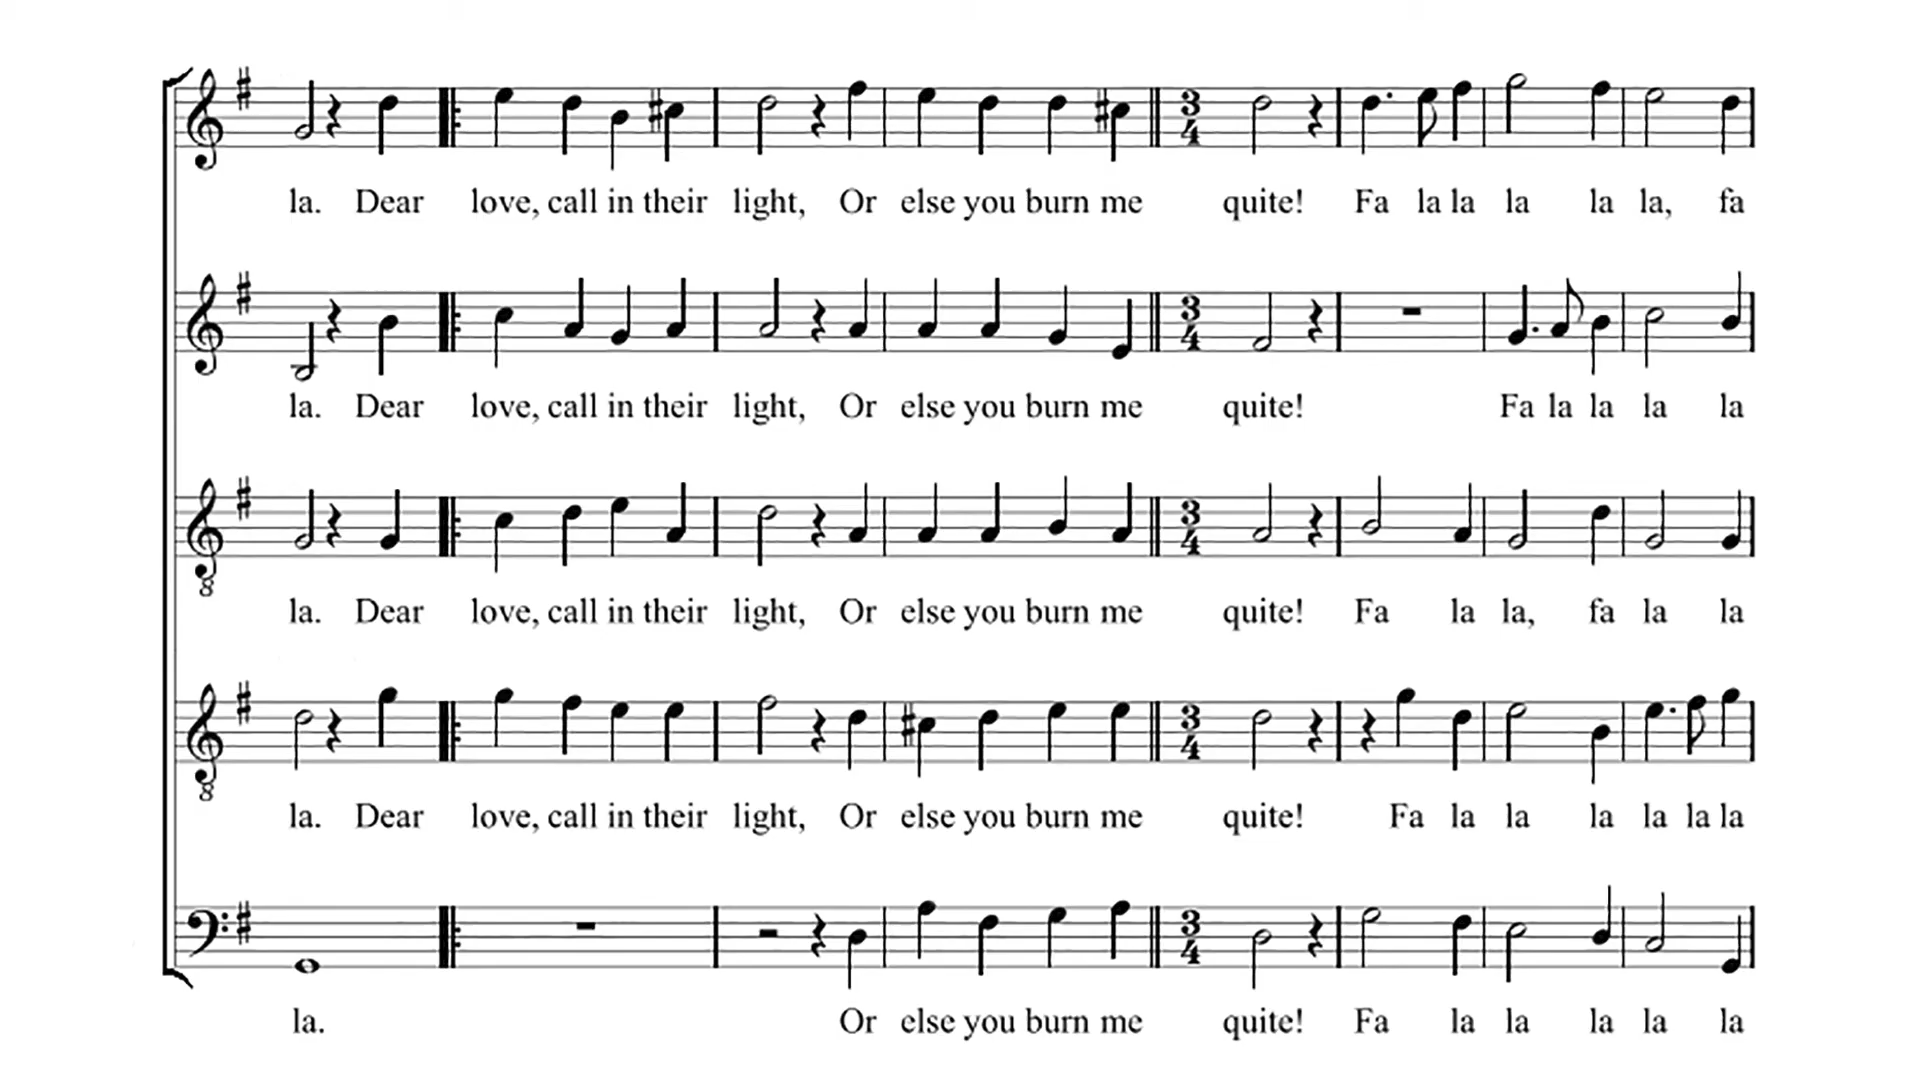 la. Dear love, call in their light, Or else you burn me quite! Fa la la la la la, fa
la. Dear love, call in their light, Or else you burn me quite! Fa la la la la
8
la. Dear love, call in their light, Or else you burn me quite! Fa la la, fa la la
8
la. Dear love, call in their light, Or else you burn me quite! Fa la la la la la la
la. Or else you burn me quite! Fa la la la la la